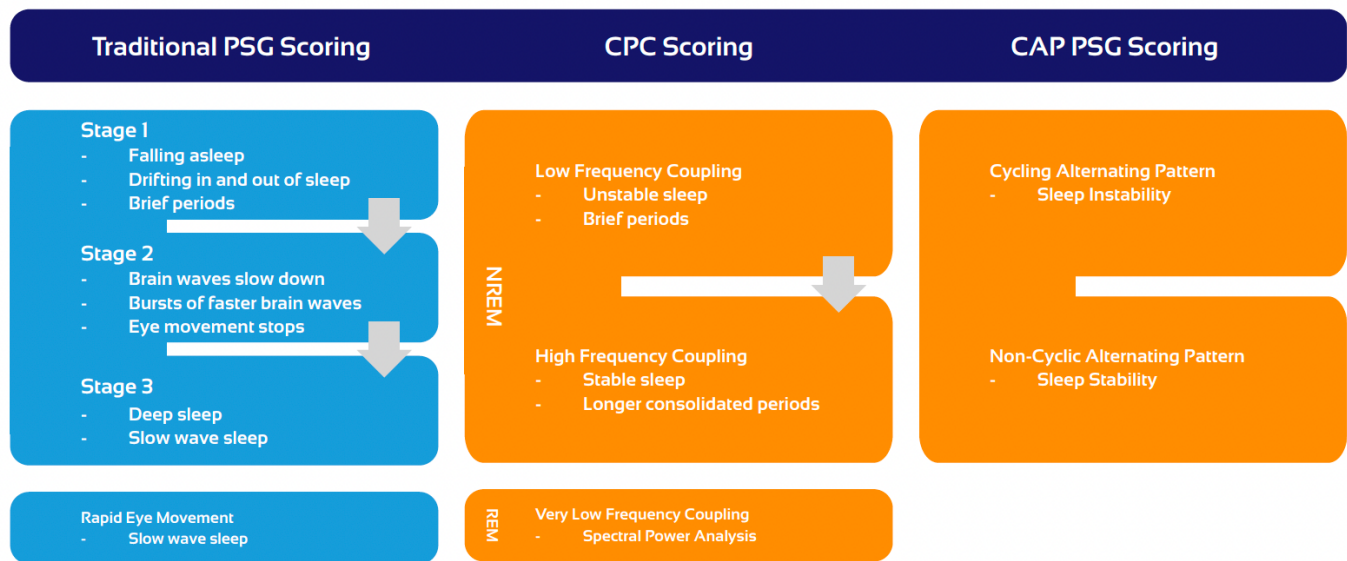 Traditional PSG Scoring
CPC Scoring
CAP PSG Scoring
Stage 1
- Falling asleep
- Drifting in and out of sleep
- Brief periods
Stage 2
- Brain waves slow down
- Bursts of faster brain waves
- Eye movement stops
Stage 3
- Deep sleep
- Slow wave sleep
Rapid Eye Movement
- Slow wave sleep
NREM
Low Frequency Coupling
- Unstable sleep
- Brief periods
High Frequency Coupling
- Stable sleep
- Longer consolidated periods
REM
Very Low Frequency Coupling
- Spectral Power Analysis
Cycling Alternating Pattern
- Sleep Instability
Non-Cyclic Alternating Pattern
- Sleep Stability